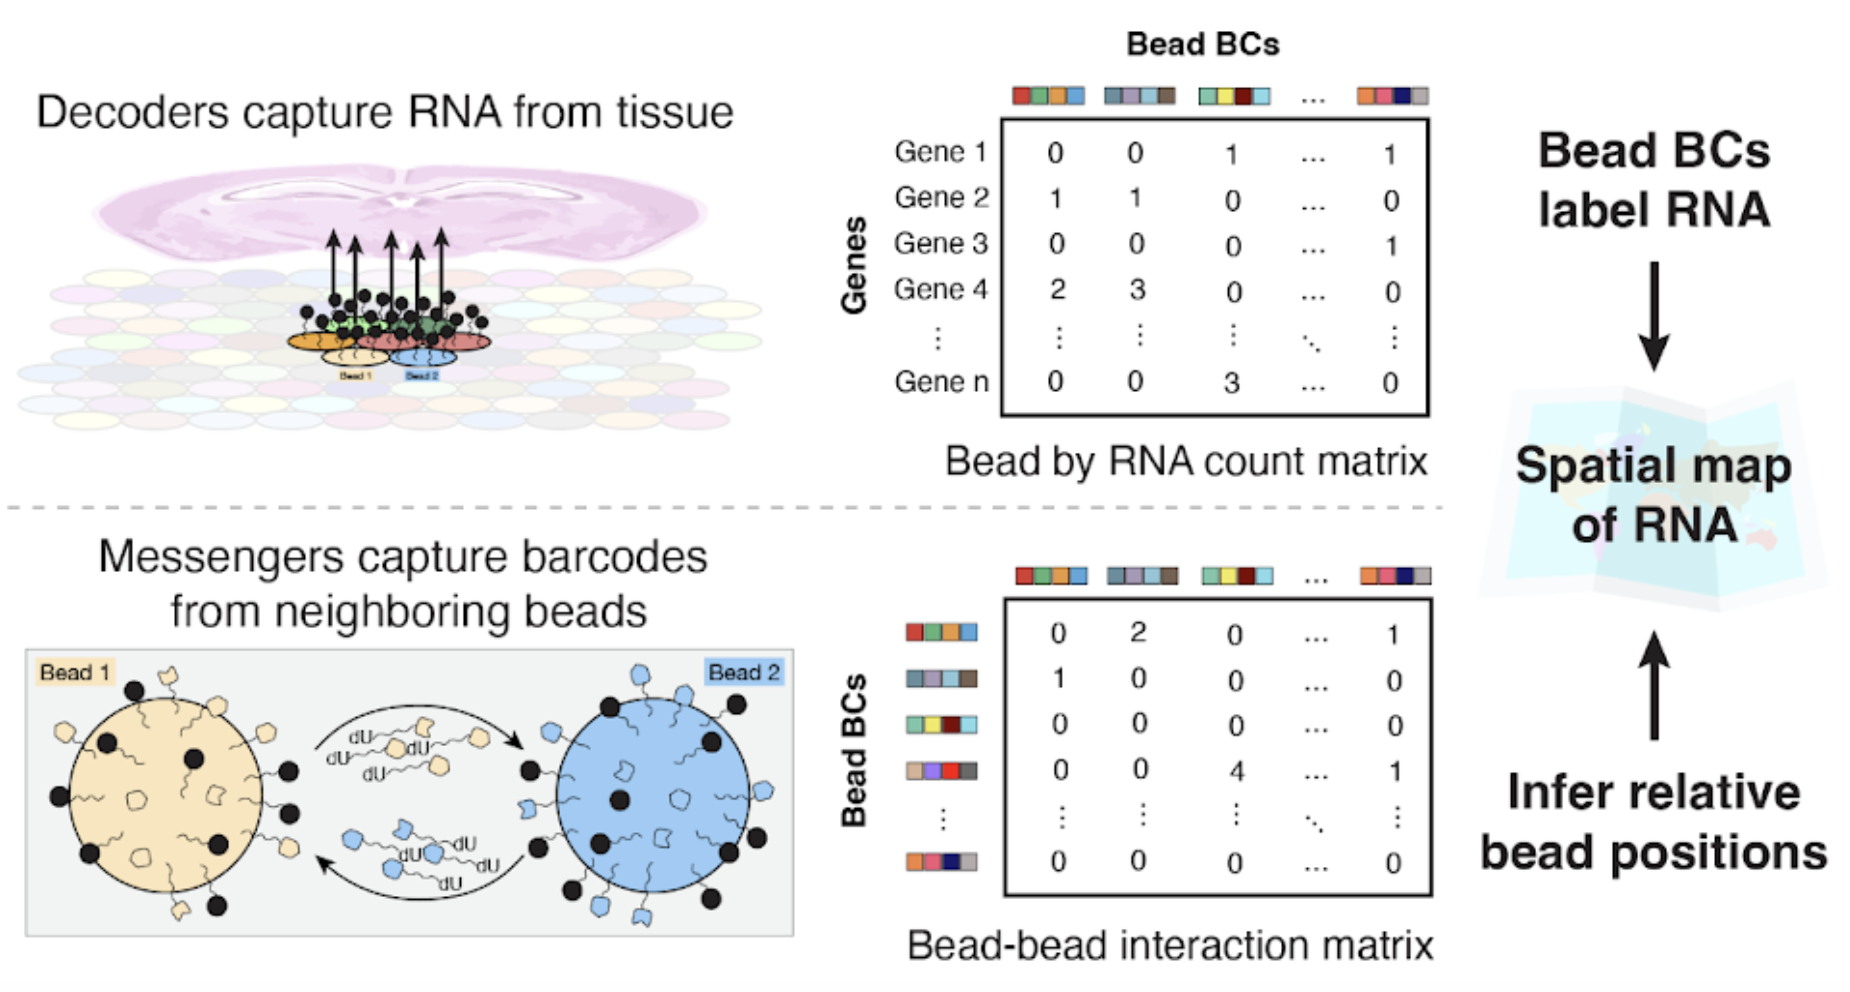 Decoders capture RNA from tissue
Bead 1
Bead 2
Bead BCs
...
Genes
Gene 1 0 0 1 ... 1
Gene 2 1 1 0 ... 0
Gene 3 0 0 0 ... 1
Gene 4 2 3 0 ... 0
⋮ ⋮ ⋮ ⋮ ⋱ ⋮
Gene n 0 0 3 ... 0
Bead by RNA count matrix
Messengers capture barcodes
from neighboring beads
Bead 1
Bead 2
dU
dU
dU
dU
dU
dU
dU
dU
...
Bead BCs
0 2 0 ... 1
1 0 0 ... 0
0 0 0 ... 0
0 0 4 ... 1
⋮ ⋮ ⋮ ⋮ ⋱ ⋮
0 0 0 ... 0
Bead-bead interaction matrix
Bead BCs
label RNA
Spatial map
of RNA
Infer relative
bead positions